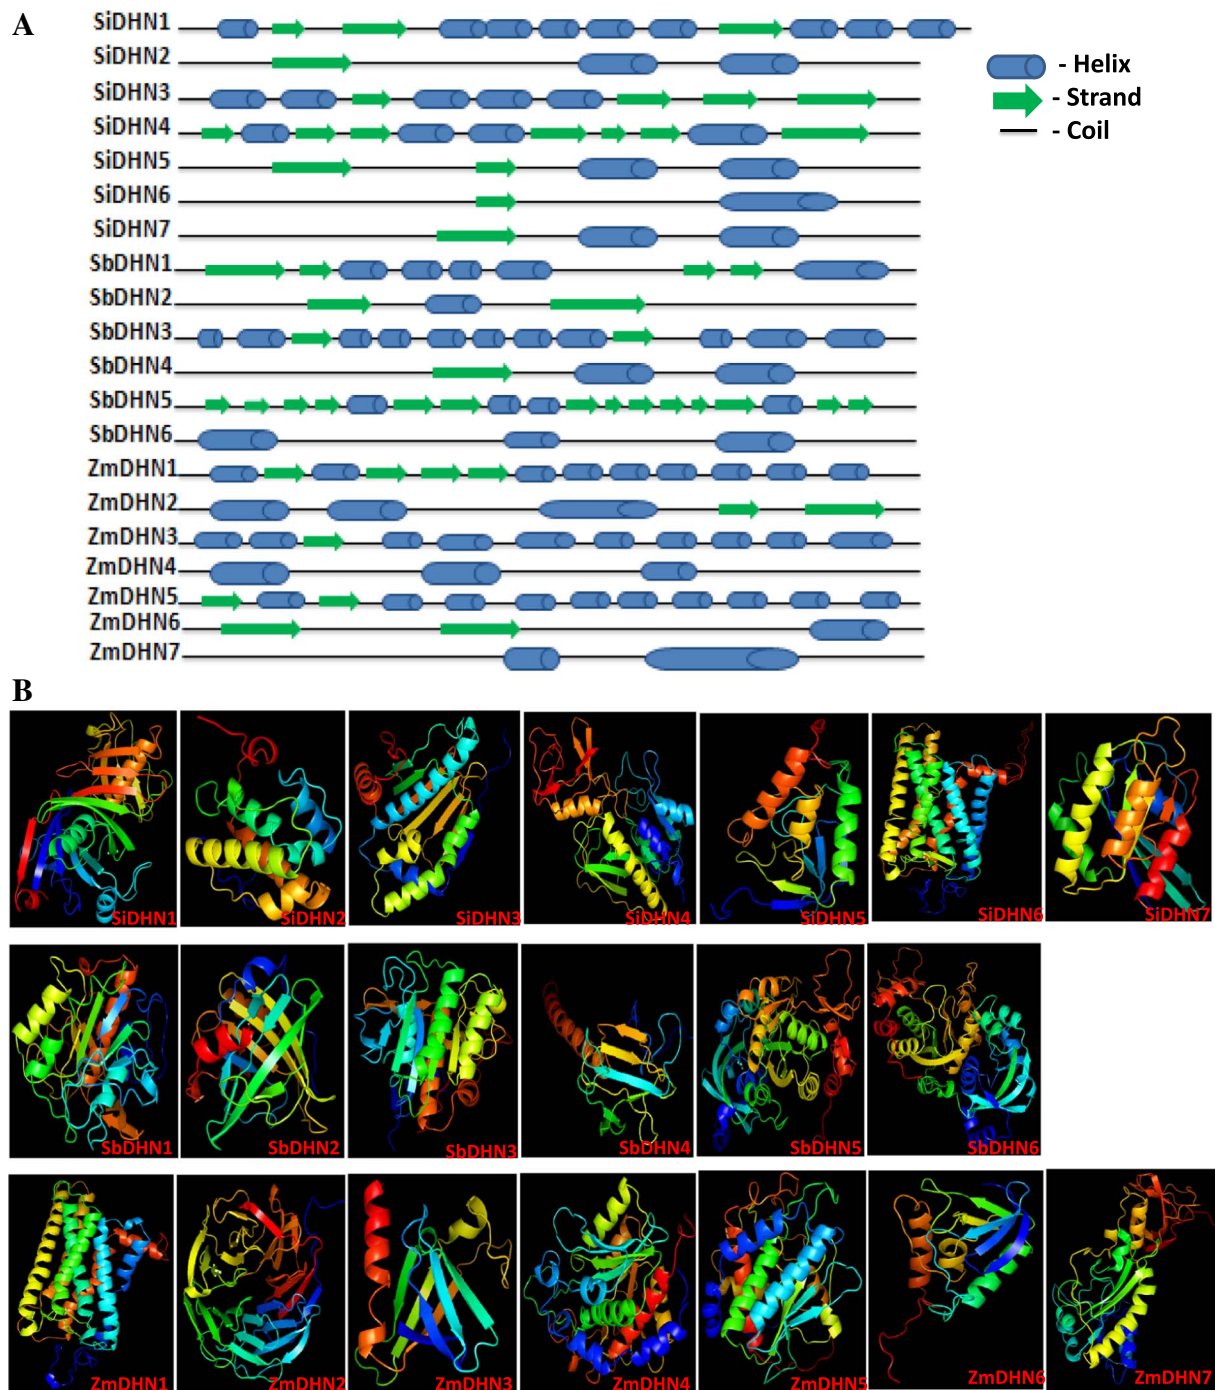 A
SiDHN1
SiDHN2
SiDHN3
SiDHN4
SiDHN5
SiDHN6
SiDHN7
SbDHN1
SbDHN2
SbDHN3
SbDHN4
SbDHN5
SbDHN6
ZmDHN1
ZmDHN2
ZmDHN3
ZmDHN4
ZmDHN5
ZmDHN6
ZmDHN7
- Helix
- Strand
- Coil
B
SiDHN1
SiDHN2
SiDHN3
SiDHN4
SiDHN5
SiDHN6
SiDHN7
SbDHN1
SbDHN2
SbDHN3
SbDHN4
SbDHN5
SbDHN6
ZmDHN1
ZmDHN2
ZmDHN3
ZmDHN4
ZmDHN5
ZmDHN6
ZmDHN7